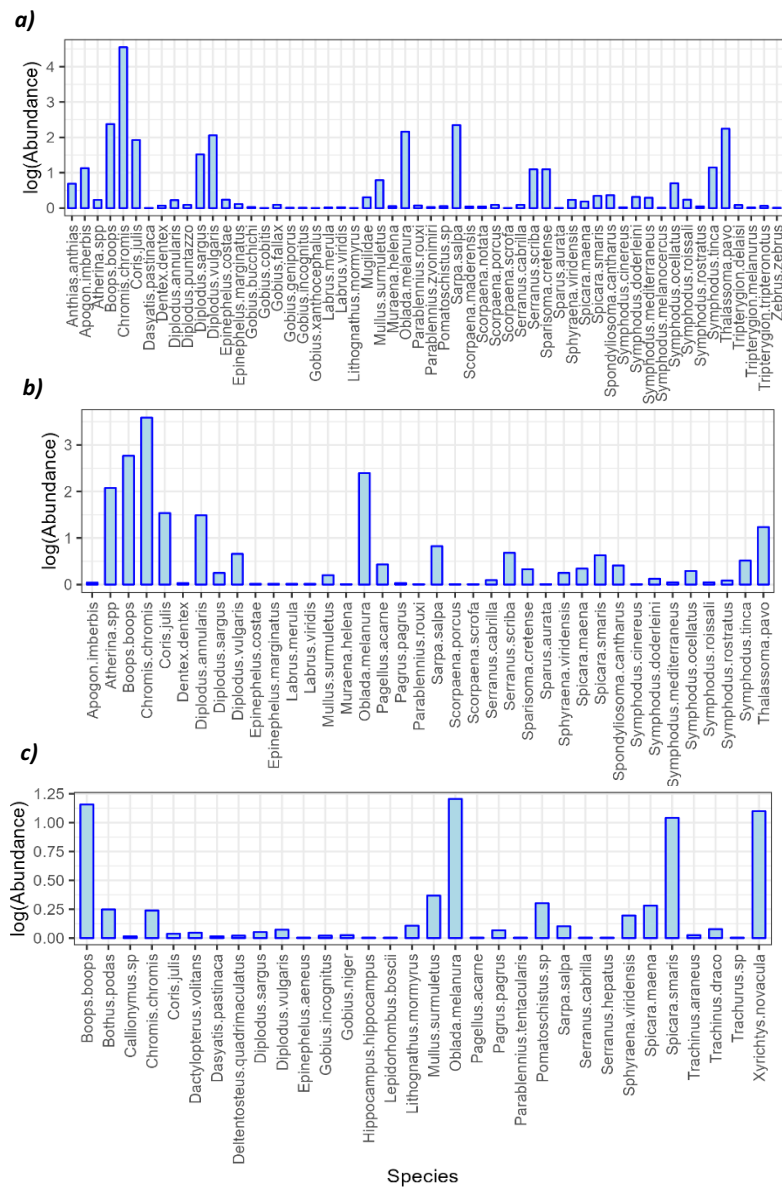 a)
log(Abundance)
4
3
2
1
0
Anthias.anthias
Apogon.imberbis
Atherina.spp
Boops.boops
Chromis.chromis
Coris.julis
Dasyatis.pastinaca
Dentex.dentex
Diplodus.annularis
Diplodus.puntazzo
Diplodus.sargus
Diplodus.vulgaris
Epinephelus.costae
Epinephelus.marginatus
Gobius.bucchichi
Gobius.cobitis
Gobius.fallax
Gobius.geniporus
Gobius.incognitus
Gobius.xanthocephalus
Labrus.merula
Labrus.viridis
Lithognathus.mormyrus
Mugilidae
Mullus.surmuletus
Muraena.helena
Oblada.melanura
Parablennius.rouxi
Parablennius.zvonimiri
Pomatoschistus.sp
Sarpa.salpa
Scorpaena.maderensis
Scorpaena.notata
Scorpaena.porcus
Scorpaena.scrofa
Serranus.cabrilla
Serranus.scriba
Sparisoma.cretense
Sparus.aurata
Sphyraena.viridensis
Spicara.maena
Spicara.smaris
Spondyliosoma.cantharus
Symphodus.cinereus
Symphodus.doderleini
Symphodus.mediterraneus
Symphodus.melanocercus
Symphodus.ocellatus
Symphodus.roissali
Symphodus.rostratus
Symphodus.tinca
Thalassoma.pavo
Tripterygion.delaisi
Tripterygion.melanurus
Tripterygion.tripteronotus
Zebrus.zebrus
b)
log(Abundance)
3
2
1
0
Apogon.imberbis
Atherina.spp
Boops.boops
Chromis.chromis
Coris.julis
Dentex.dentex
Diplodus.annularis
Diplodus.sargus
Diplodus.vulgaris
Epinephelus.costae
Epinephelus.marginatus
Labrus.merula
Labrus.viridis
Mullus.surmuletus
Muraena.helena
Oblada.melanura
Pagellus.acarne
Pagrus.pagrus
Parablennius.rouxi
Sarpa.salpa
Scorpaena.porcus
Scorpaena.scrofa
Serranus.cabrilla
Serranus.scriba
Sparisoma.cretense
Sparus.aurata
Sphyraena.viridensis
Spicara.maena
Spicara.smaris
Spondyliosoma.cantharus
Symphodus.cinereus
Symphodus.doderleini
Symphodus.mediterraneus
Symphodus.ocellatus
Symphodus.roissali
Symphodus.rostratus
Symphodus.tinca
Thalassoma.pavo
c)
log(Abundance)
1.25
1.00
0.75
0.50
0.25
0.00
Boops.boops
Bothus.podas
Callionymus.sp
Chromis.chromis
Coris.julis
Dactylopterus.volitans
Dasyatis.pastinaca
Deltentosteus.quadrimaculatus
Diplodus.sargus
Diplodus.vulgaris
Epinephelus.aeneus
Gobius.incognitus
Gobius.niger
Hippocampus.hippocampus
Lepidorhombus.boscii
Lithognathus.mormyrus
Mullus.surmuletus
Oblada.melanura
Pagellus.acarne
Pagrus.pagrus
Parablennius.tentacularis
Pomatoschistus.sp
Sarpa.salpa
Serranus.cabrilla
Serranus.hepatus
Sphyraena.viridensis
Spicara.maena
Spicara.smaris
Trachinus.araneus
Trachinus.draco
Trachurus.sp
Xyrichtys.novacula
Species